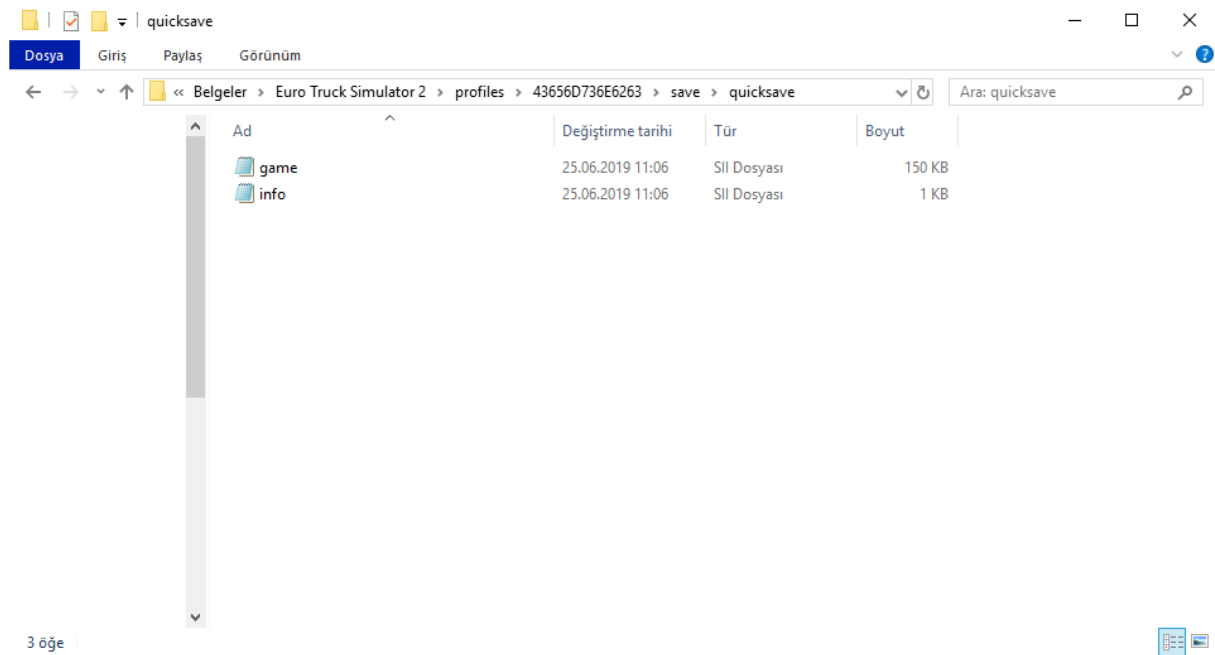 quicksave
Dosya Giriş Paylaş Görünüm
« Belgeler > Euro Truck Simulator 2 > profiles > 43656D736E6263 > save > quicksave Ara: quicksave
Ad Değiştirme tarihi Tür Boyut
game 25.06.2019 11:06 SII Dosyası 150 KB
info 25.06.2019 11:06 SII Dosyası 1 KB
3 öğe